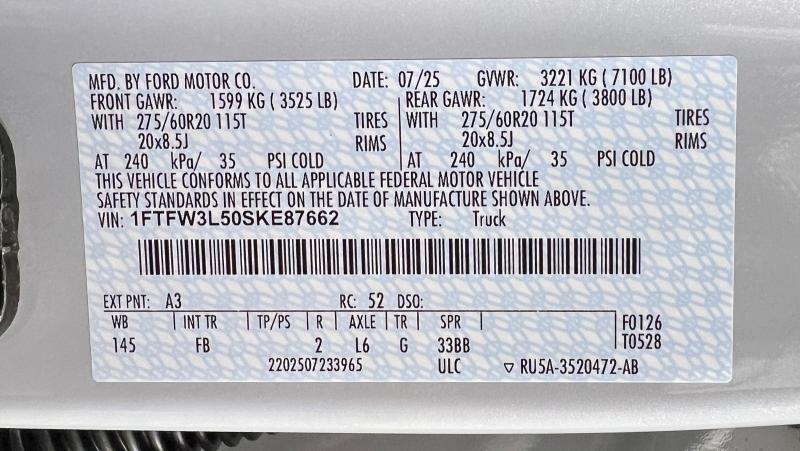 MFD. BY FORD MOTOR CO. DATE: 07/25 GVWR: 3221 KG ( 7100 LB)
FRONT GAWR: 1599 KG ( 3525 LB) REAR GAWR: 1724 KG ( 3800 LB)
WITH 275/60R20 115T TIRES WITH 275/60R20 115T TIRES
20x8.5J RIMS 20x8.5J RIMS
AT 240 kPa/ 35 PSI COLD AT 240 kPa/ 35 PSI COLD
THIS VEHICLE CONFORMS TO ALL APPLICABLE FEDERAL MOTOR VEHICLE
SAFETY STANDARDS IN EFFECT ON THE DATE OF MANUFACTURE SHOWN ABOVE.
VIN: 1FTFW3L50SKE87662 TYPE: Truck
EXT PNT: A3 RC: 52 DSO:
WB INT TR TP/PS R AXLE TR SPR F0126
145 FB 2 L6 G 33BB T0528
2202507233965 ULC ▽ RU5A-3520472-AB